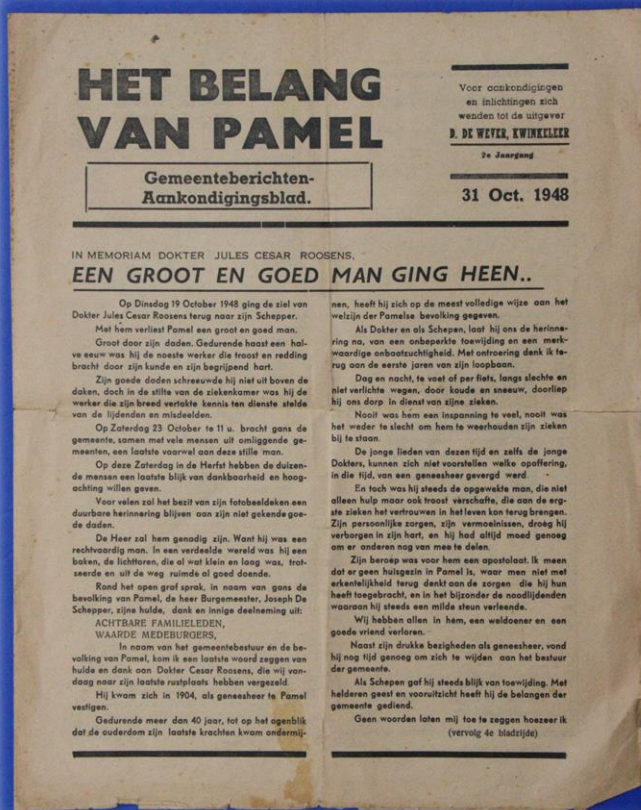 HET BELANG
VAN PAMEL
Gemeenteberichten-
Aankondigingsblad.
Voor aankondigingen
en inlichtingen zich
wenden tot de uitgever
D. DE WEVER, KWINKELEER
2e Jaargang
31 Oct. 1948
IN MEMORIAM DOKTER JULES CESAR ROOSENS.
EEN GROOT EN GOED MAN GING HEEN..
Op Dinsdag 19 October 1948 ging de ziel van
Dokter Jules Cesar Roosens terug naar zijn Schepper.
Met hem verliest Pamel een groot en goed man.
Groot door zijn daden. Gedurende haast een hal-
ve eeuw was hij de noeste werker die troost en redding
bracht door zijn kunde en zijn begrijpend hart.
Zijn goede daden schreeuwde hij niet uit boven de
daken, doch in de stilte van de ziekenkamer was hij de
werker die zijn breed vertakte kennis ten dienste stelde
van de lijdenden en misdeelden.
Op Zaterdag 23 October te 11 u. bracht gans de
gemeente, samen met vele mensen uit omliggende ge-
meenten, een laatste vaarwel aan deze stille man.
Op deze Zaterdag in de Herfst hebben de duizen-
de mensen een laatste blijk van dankbaarheid en hoog-
achting willen geven.
Voor velen zal het bezit van zijn fotobeeldeken een
duurbare herinnering blijven aan zijn niet gekende goe-
de daden.
De Heer zal hem genadig zijn. Want hij was een
rechtvaardig man. In een verdeelde wereld was hij een
baken, de lichttoren, die al wat klein en laag was, trot-
seerde en uit de weg ruimde al goed doende.
Rond het open graf sprak, in naam van gans de
bevolking van Pamel, de heer Burgemeester, Joseph De
Schepper, zijne hulde, dank en innige deelneming uit:
ACHTBARE FAMILIELEDEN,
WAARDE MEDEBURGERS,
In naam van het gemeentebestuur en de be-
volking van Pamel, kom ik een laatste woord zeggen van
hulde en dank aan Dokter Cesar Roosens, die wij van-
daag naar zijn laatste rustplaats hebben vergezeld.
Hij kwam zich in 1904, als geneesheer te Pamel
vestigen.
Gedurende meer dan 40 jaar, tot op het ogenblik
dat de ouderdom zijn laatste krachten kwam ondermij-
nen, heeft hij zich op de meest volledige wijze aan het
welzijn der Pamelse bevolking gegeven.
Als Dokter en als Schepen, laat hij ons de herinne-
ring na, van een onbeperkte toewijding en een merk-
waardige onbaatzuchtigheid. Met ontroering denk ik te-
rug aan de eerste jaren van zijn loopbaan.
Dag en nacht, te voet of per fiets, langs slechte en
niet verlichte wegen, door koude en sneeuw, doorliep
hij ons dorp in dienst van zijne zieken.
Nooit was hem een inspanning te veel, nooit was
het weder te slecht om hem te weerhouden zijn zieken
bij te staan.
De jonge lieden van dezen tijd en zelfs de jonge
Dokters, kunnen zich niet voorstellen welke opoffering,
in die tijd, van een geneesheer gevergd werd.
En toch was hij steeds de opgewekte man, die niet
alleen hulp maar ook troost verschafte, die aan de erg-
ste zieken het vertrouwen in het leven kon terug brengen.
Zijn persoonlijke zorgen, zijn vermoeinissen, droeg hij
verborgen in zijn hart, en hij had altijd moed genoeg
om er anderen nog van mee te delen.
Zijn beroep was voor hem een apostolaat. Ik meen
dat er geen huisgezin in Pamel is, waar men niet met
erkentelijkheid terug denkt aan de zorgen die hij hun
heeft toegebracht, en in het bijzonder de noodlijdenden
waaraan hij steeds een milde steun verleende.
Wij hebben allen in hem, een weldoener en een
goede vriend verloren.
Naast zijn drukke bezigheden als geneesheer, vond
hij nog tijd genoeg om zich te wijden aan het bestuur
der gemeente.
Als Schepen gaf hij steeds blijk van toewijding. Met
helderen geest en vooruitzicht heeft hij de belangen der
gemeente gediend.
Geen woorden laten mij toe te zeggen hoezeer ik
(vervolg 4e bladzijde)